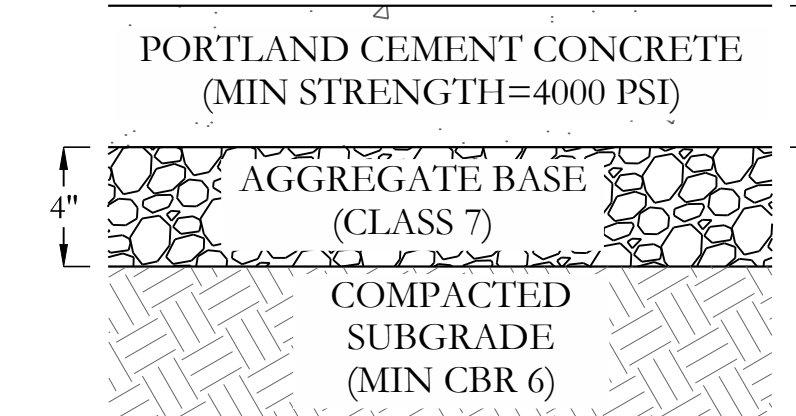 PORTLAND CEMENT CONCRETE
(MIN STRENGTH=4000 PSI)
4"
AGGREGATE BASE
(CLASS 7)
COMPACTED
SUBGRADE
(MIN CBR 6)